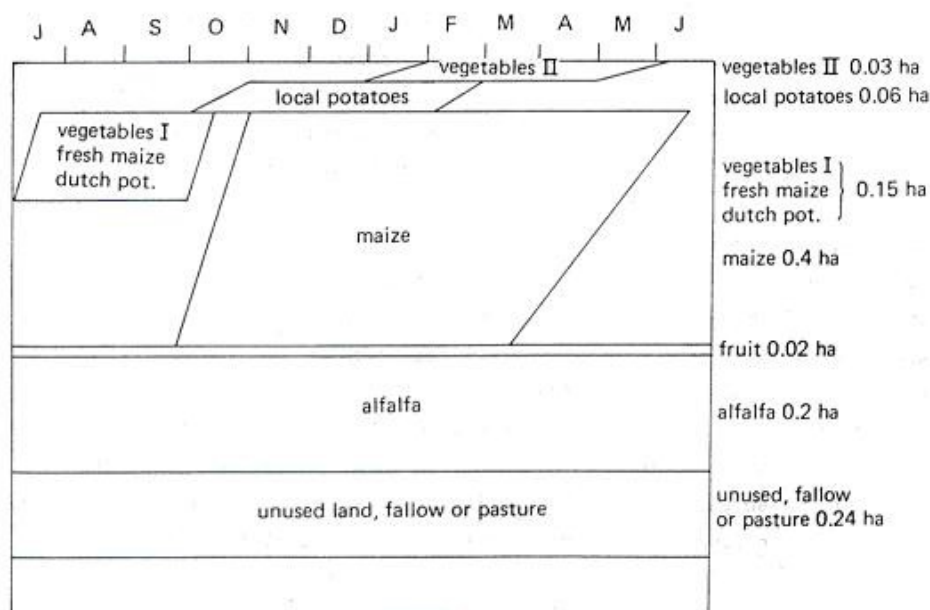 J A S O N D J F M A M J
vegetables II
vegetables II 0.03 ha
local potatoes
local potatoes 0.06 ha
vegetables I
fresh maize
dutch pot.
vegetables I
fresh maize
dutch pot.
0.15 ha
maize
maize 0.4 ha
fruit 0.02 ha
alfalfa
alfalfa 0.2 ha
unused land, fallow or pasture
unused, fallow
or pasture 0.24 ha